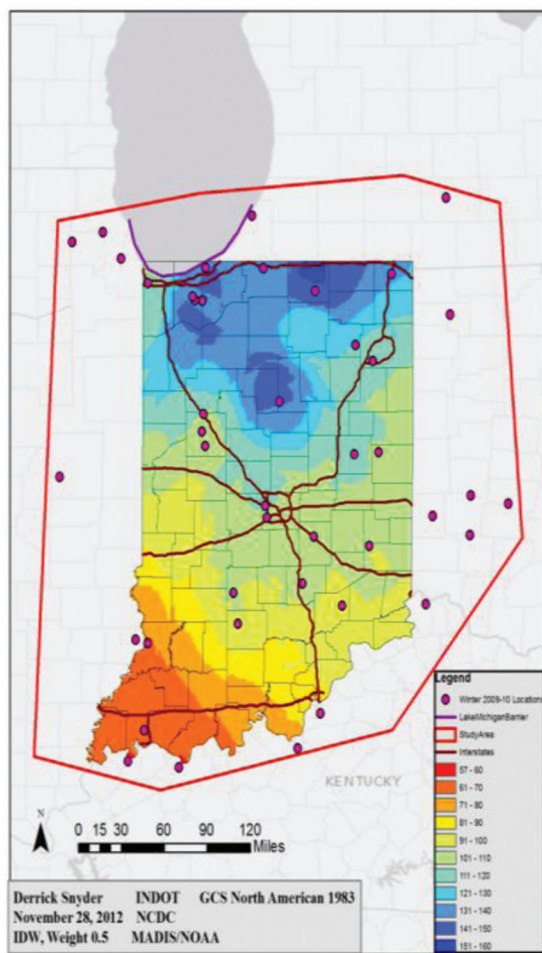 KENTUCKY
Legend
Winter 2009-10 Locations
LakeMichiganBarrier
StudyArea
Interstates
57 - 60
61 - 70
71 - 80
81 - 90
91 - 100
101 - 110
111 - 120
121 - 130
131 - 140
141 - 150
151 - 160
N
0 15 30 60 90 120
Miles
Derrick Snyder INDOT GCS North American 1983
November 28, 2012 NCDC
IDW, Weight 0.5 MADIS/NOAA